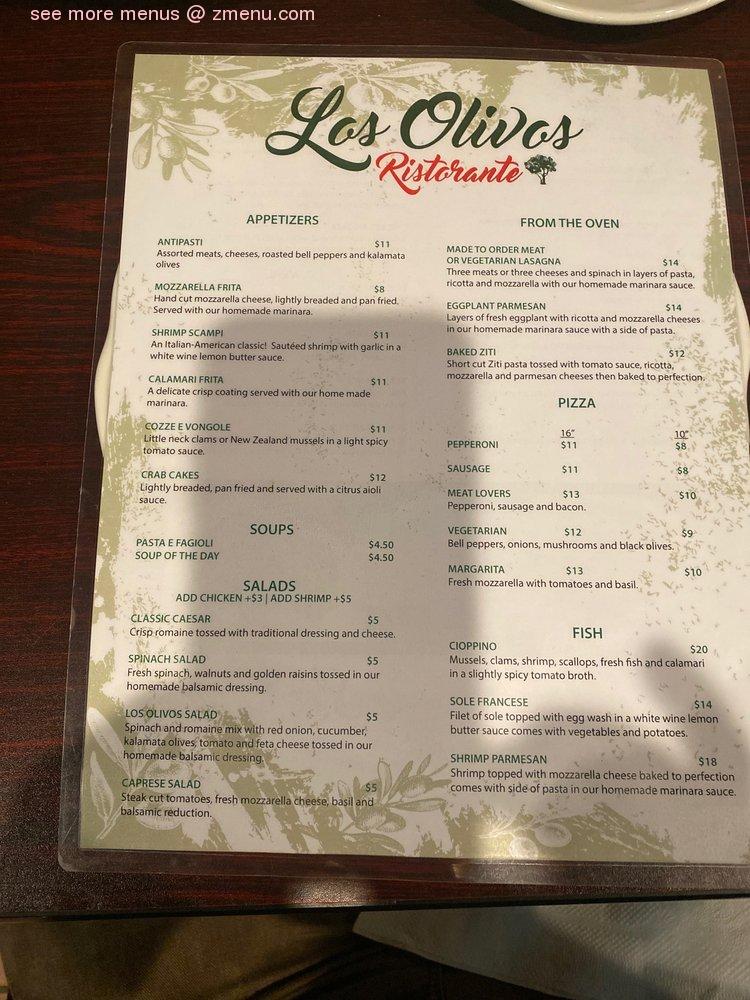 see more menus @ zmenu.com
Los Olivos
Ristorante
APPETIZERS
ANTIPASTI $11
Assorted meats, cheeses, roasted bell peppers and kalamata
olives
MOZZARELLA FRITA $8
Hand cut mozzarella cheese, lightly breaded and pan fried.
Served with our homemade marinara.
SHRIMP SCAMPI $11
An Italian-American classic! Sautéed shrimp with garlic in a
white wine lemon butter sauce.
CALAMARI FRITA $11
A delicate crisp coating served with our home made
marinara.
COZZE E VONGOLE $11
Little neck clams or New Zealand mussels in a light spicy
tomato sauce.
CRAB CAKES $12
Lightly breaded, pan fried and served with a citrus aioli
sauce.
SOUPS
PASTA E FAGIOLI $4.50
SOUP OF THE DAY $4.50
SALADS
ADD CHICKEN +$3 | ADD SHRIMP +$5
CLASSIC CAESAR $5
Crisp romaine tossed with traditional dressing and cheese.
SPINACH SALAD $5
Fresh spinach, walnuts and golden raisins tossed in our
homemade balsamic dressing.
LOS OLIVOS SALAD $5
Spinach and romaine mix with red onion, cucumber,
kalamata olives, tomato and feta cheese tossed in our
homemade balsamic dressing.
CAPRESE SALAD $5
Steak cut tomatoes, fresh mozzarella cheese, basil and
balsamic reduction.
FROM THE OVEN
MADE TO ORDER MEAT
OR VEGETARIAN LASAGNA $14
Three meats or three cheeses and spinach in layers of pasta,
ricotta and mozzarella with our homemade marinara sauce.
EGGPLANT PARMESAN $14
Layers of fresh eggplant with ricotta and mozzarella cheeses
in our homemade marinara sauce with a side of pasta.
BAKED ZITI $12
Short cut Ziti pasta tossed with tomato sauce, ricotta,
mozzarella and parmesan cheeses then baked to perfection.
PIZZA
16" 10"
PEPPERONI $11 $8
SAUSAGE $11 $8
MEAT LOVERS $13 $10
Pepperoni, sausage and bacon.
VEGETARIAN $12 $9
Bell peppers, onions, mushrooms and black olives.
MARGARITA $13 $10
Fresh mozzarella with tomatoes and basil.
FISH
CIOPPINO $20
Mussels, clams, shrimp, scallops, fresh fish and calamari
in a slightly spicy tomato broth.
SOLE FRANCESE $14
Filet of sole topped with egg wash in a white wine lemon
butter sauce comes with vegetables and potatoes.
SHRIMP PARMESAN $18
Shrimp topped with mozzarella cheese baked to perfection
comes with side of pasta in our homemade marinara sauce.